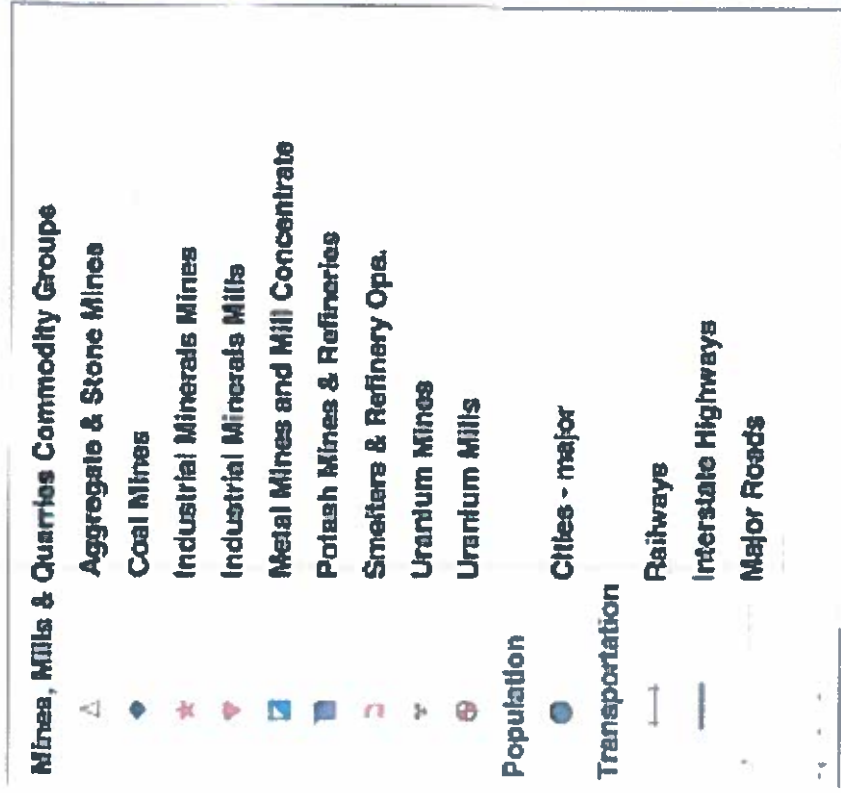 Mines, Mills & Quarries Commodity Groups
Aggregate & Stone Mines
Coal Mines
Industrial Minerals Mines
Industrial Minerals Mills
Metal Mines and Mill Concentrate
Potash Mines & Refineries
Smelters & Refinery Ops.
Uranium Mines
Uranium Mills
Population
Cities - major
Transportation
Railways
Interstate Highways
Major Roads